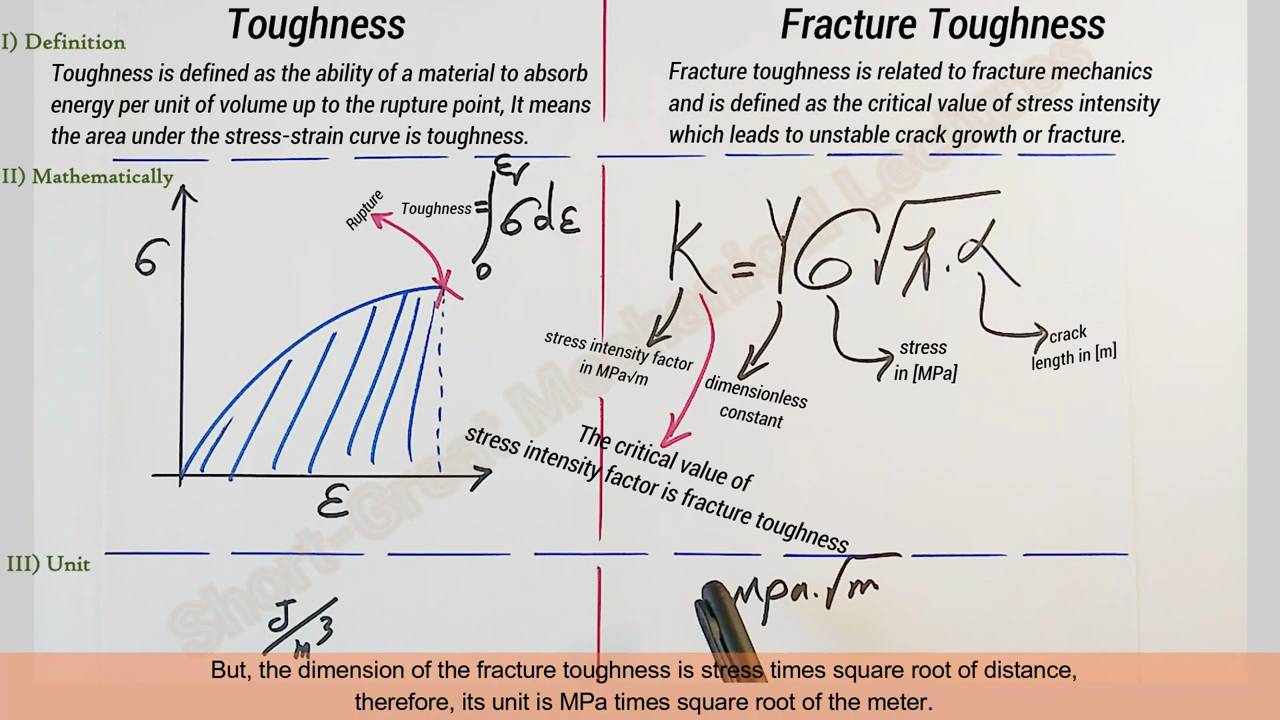 Toughness
Fracture Toughness
I) Definition
Toughness is defined as the ability of a material to absorb
energy per unit of volume up to the rupture point, It means
the area under the stress-strain curve is toughness.
Fracture toughness is related to fracture mechanics
and is defined as the critical value of stress intensity
which leads to unstable crack growth or fracture.
II) Mathematically
σ
Rupture
Toughness = ∫₀^εr σ dε
ε
K = Yσ√π.a
stress intensity factor
in MPa√m
dimensionless
constant
stress
in [MPa]
crack
length in [m]
The critical value of
stress intensity factor is fracture toughness
III) Unit
J/m³
Mpa.√m
Short-Great Mechanical Lectures
But, the dimension of the fracture toughness is stress times square root of distance,
therefore, its unit is MPa times square root of the meter.